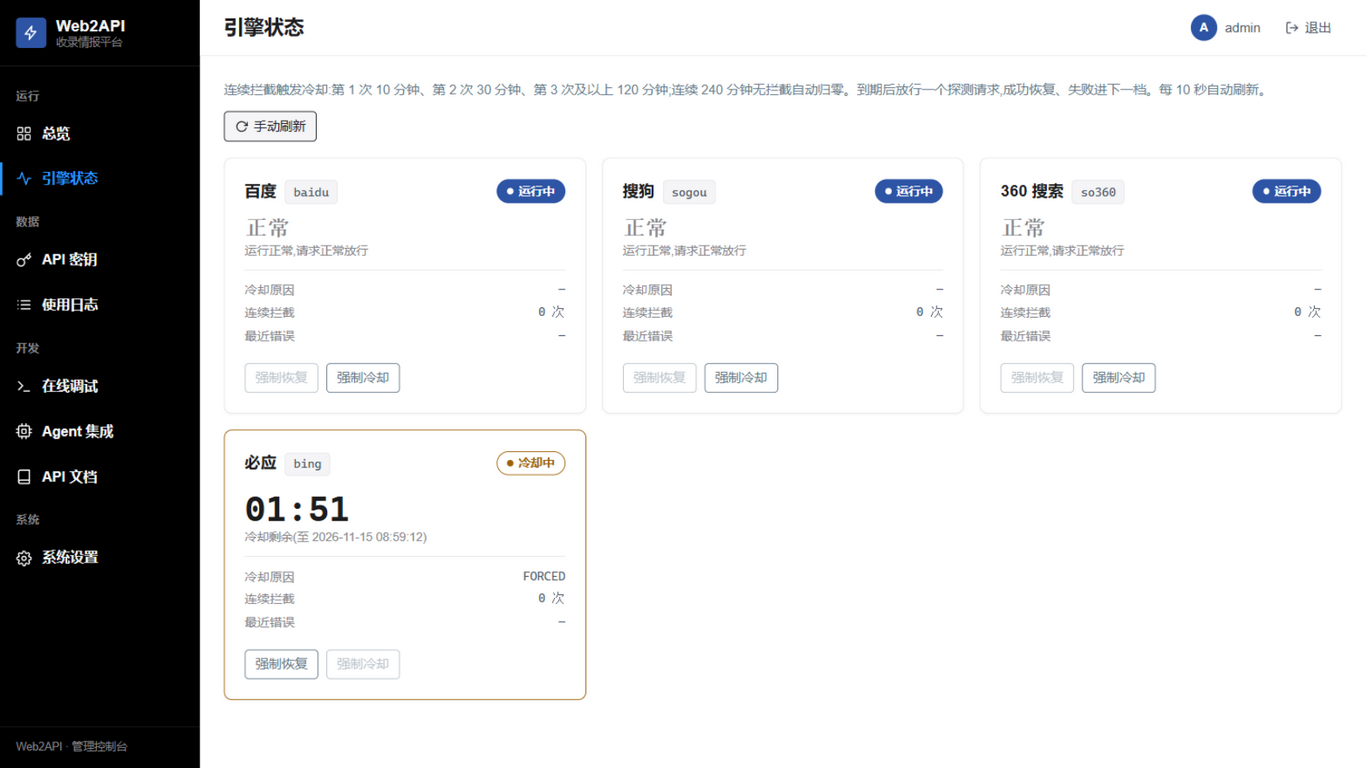 Web2API
收录情报平台
运行
总览
引擎状态
数据
API 密钥
使用日志
开发
在线调试
Agent 集成
API 文档
系统
系统设置
Web2API · 管理控制台
引擎状态
A admin 退出
连续拦截触发冷却:第 1 次 10 分钟、第 2 次 30 分钟、第 3 次及以上 120 分钟;连续 240 分钟无拦截自动归零。到期后放行一个探测请求,成功恢复、失败进下一档。每 10 秒自动刷新。
手动刷新
百度 baidu 运行中
正常
运行正常,请求正常放行
冷却原因 –
连续拦截 0 次
最近错误 –
强制恢复 强制冷却
搜狗 sogou 运行中
正常
运行正常,请求正常放行
冷却原因 –
连续拦截 0 次
最近错误 –
强制恢复 强制冷却
360 搜索 so360 运行中
正常
运行正常,请求正常放行
冷却原因 –
连续拦截 0 次
最近错误 –
强制恢复 强制冷却
必应 bing 冷却中
01:51
冷却剩余(至 2026-11-15 08:59:12)
冷却原因 FORCED
连续拦截 0 次
最近错误 –
强制恢复 强制冷却